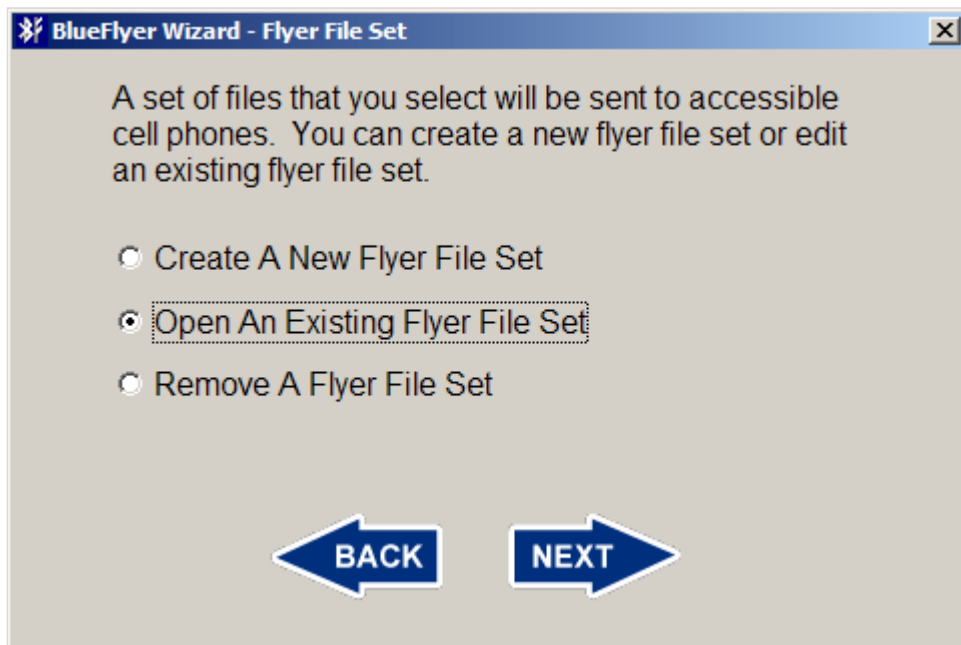 BlueFlyer Wizard - Flyer File Set
A set of files that you select will be sent to accessible
cell phones.  You can create a new flyer file set or edit
an existing flyer file set.
Create A New Flyer File Set
Open An Existing Flyer File Set
Remove A Flyer File Set
BACK NEXT